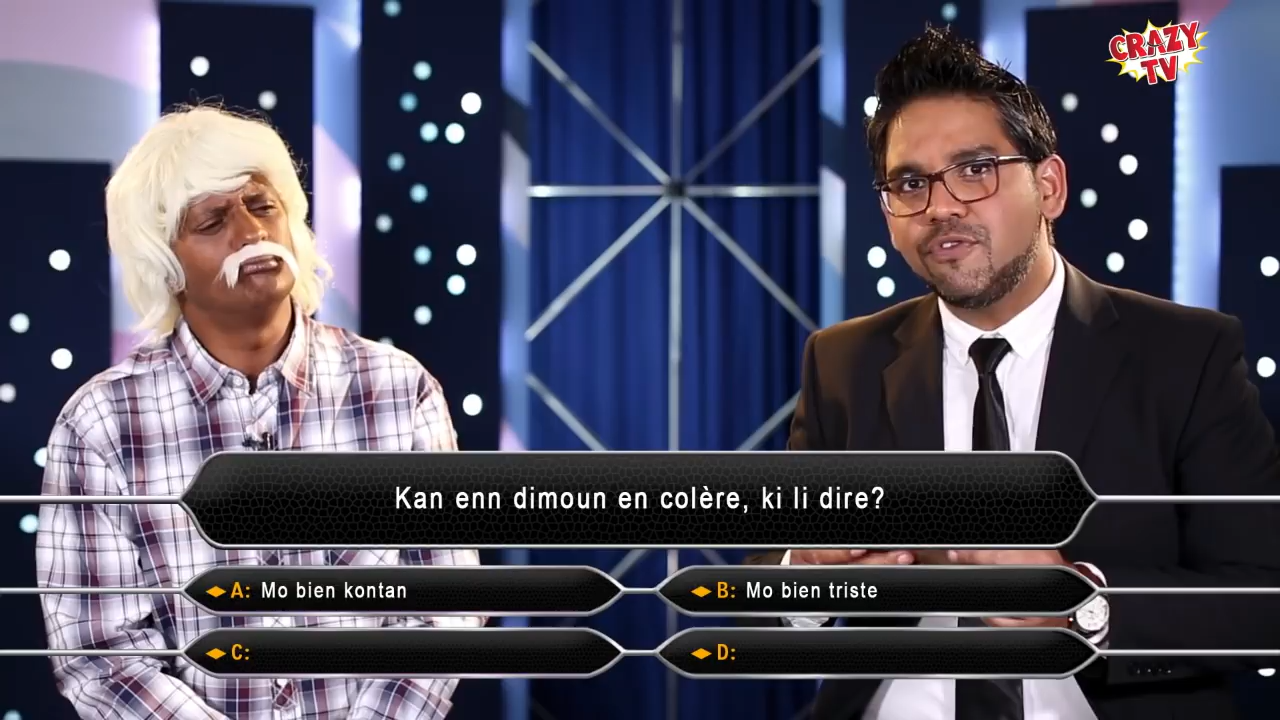 CRAZY
TV
Kan enn dimoun en colère, ki li dire?
A: Mo bien kontan
B: Mo bien triste
C:
D: